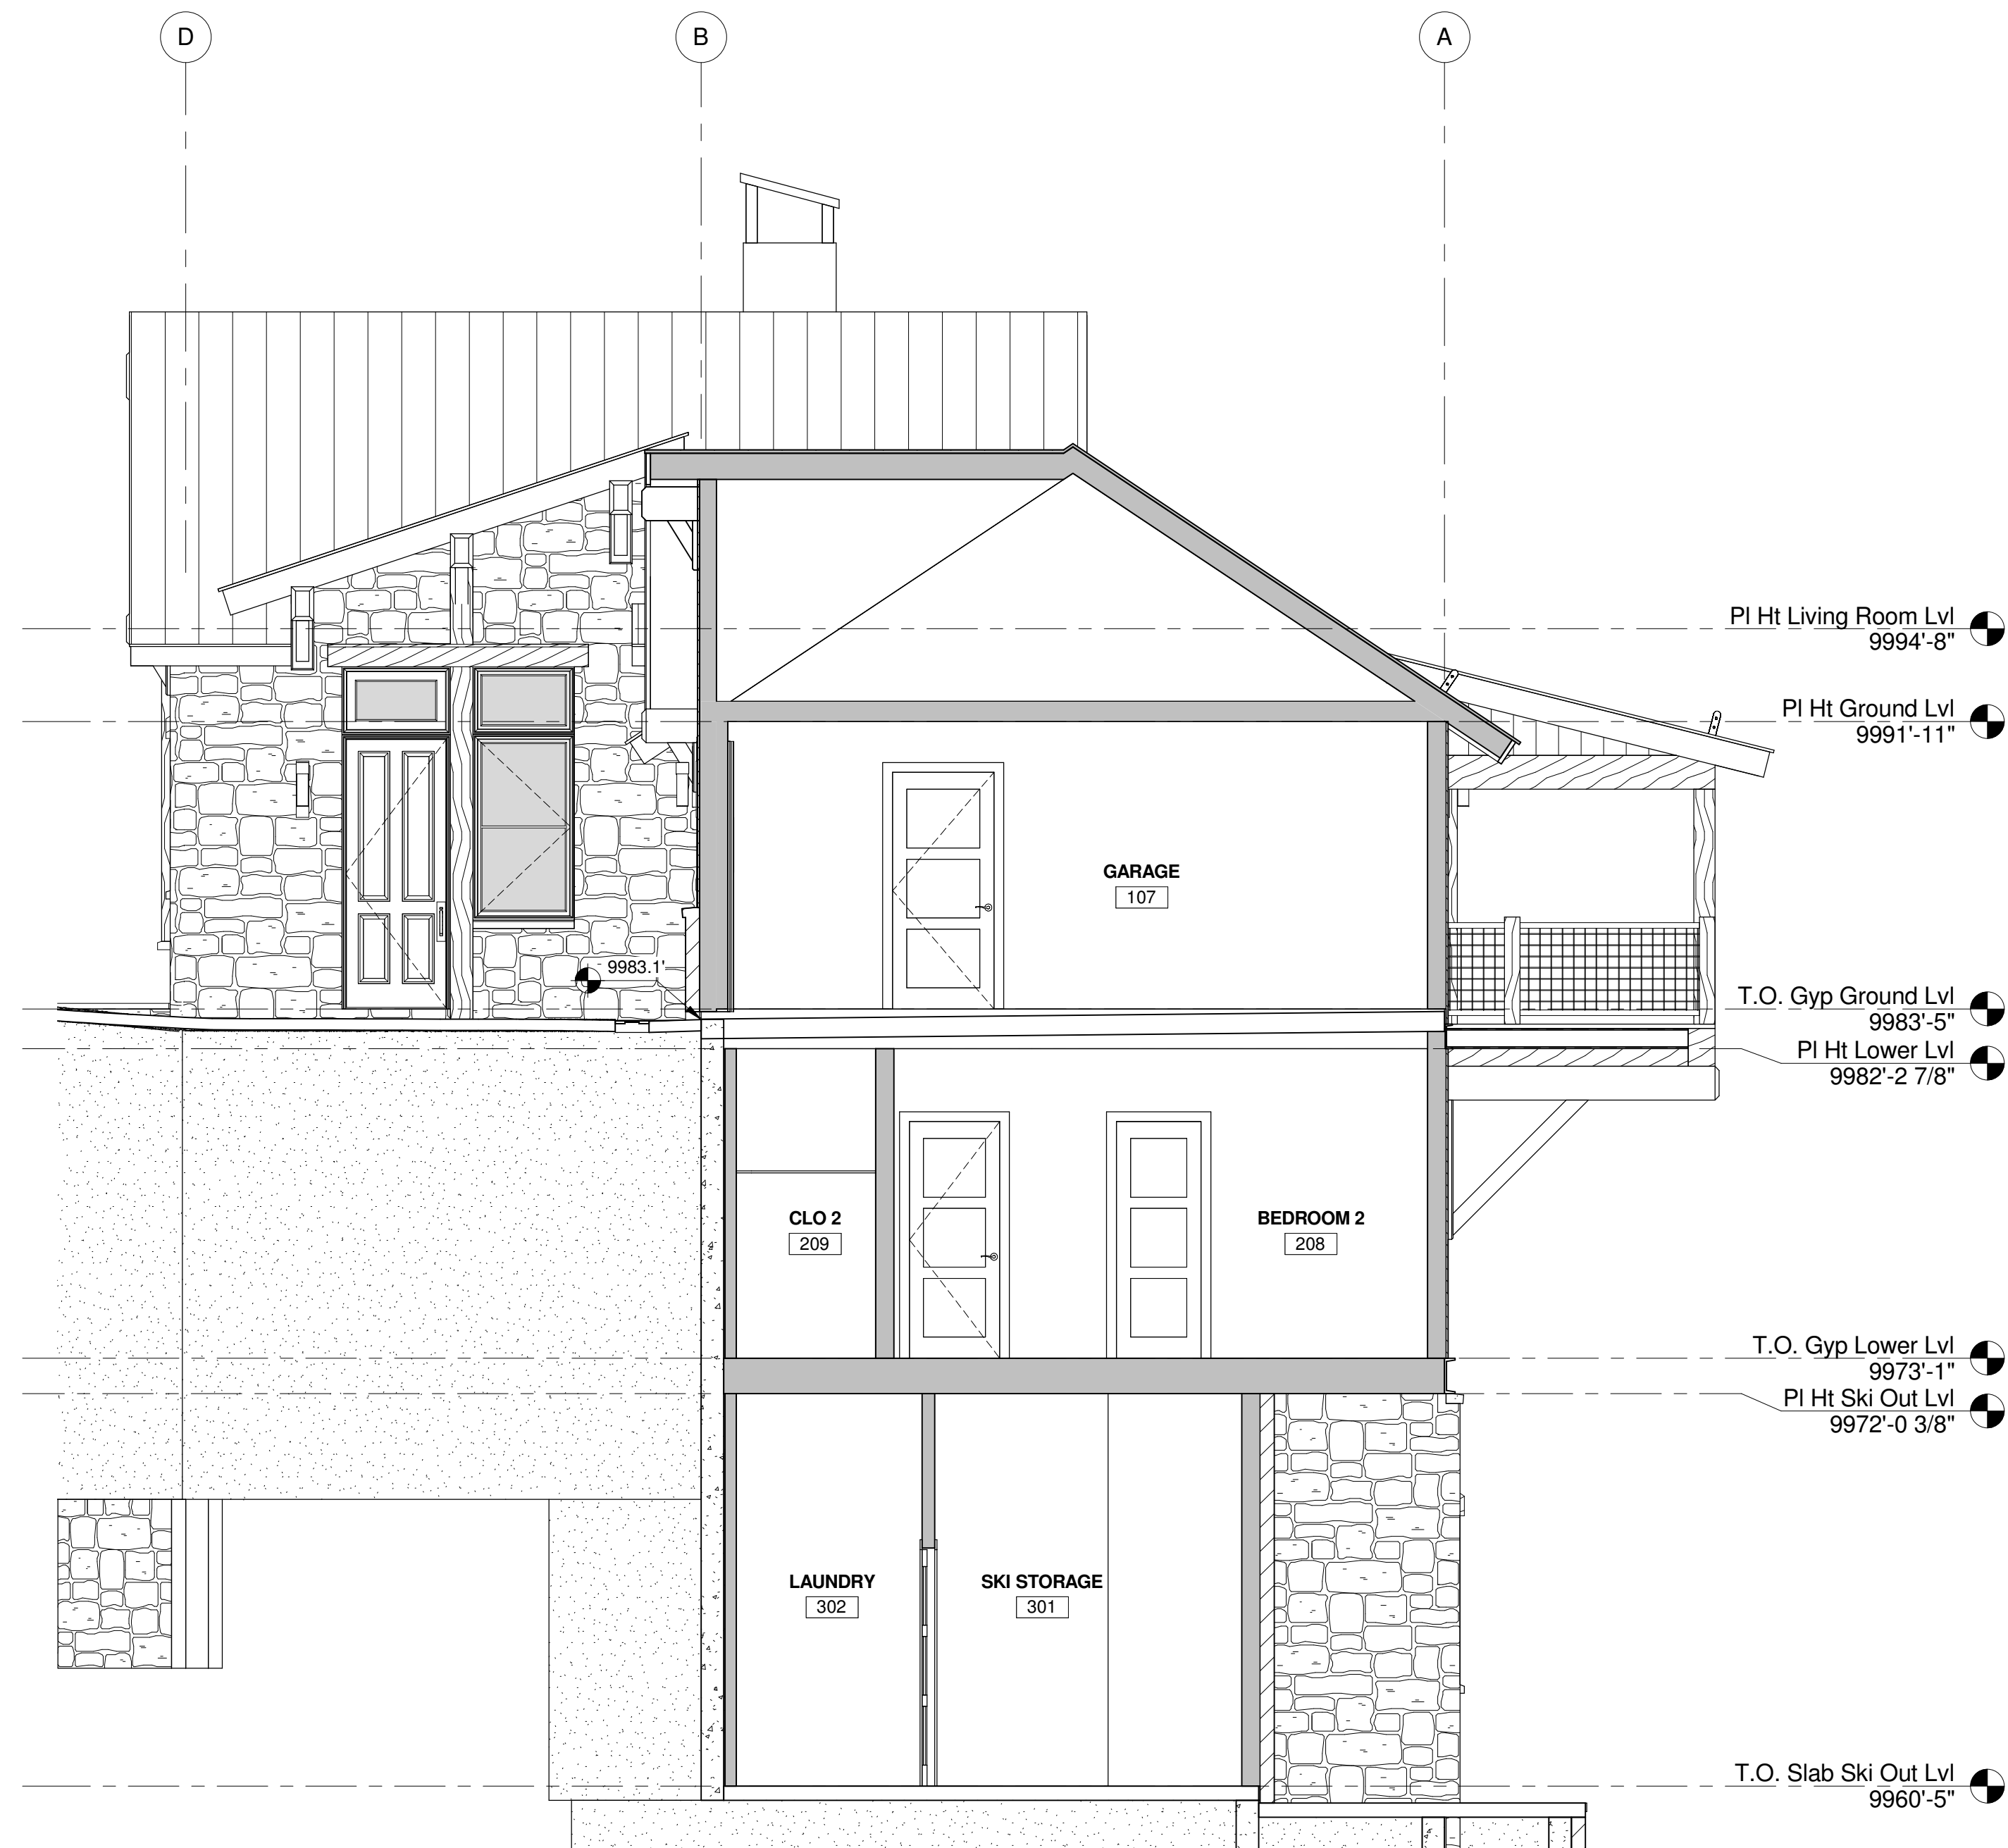 D
B
A
Pl Ht Living Room Lvl
9994'-8"
Pl Ht Ground Lvl
9991'-11"
GARAGE
107
9983.1'
T.O. Gyp Ground Lvl
9983'-5"
Pl Ht Lower Lvl
9982'-2 7/8"
CLO 2
209
BEDROOM 2
208
T.O. Gyp Lower Lvl
9973'-1"
Pl Ht Ski Out Lvl
9972'-0 3/8"
LAUNDRY
302
SKI STORAGE
301
T.O. Slab Ski Out Lvl
9960'-5"